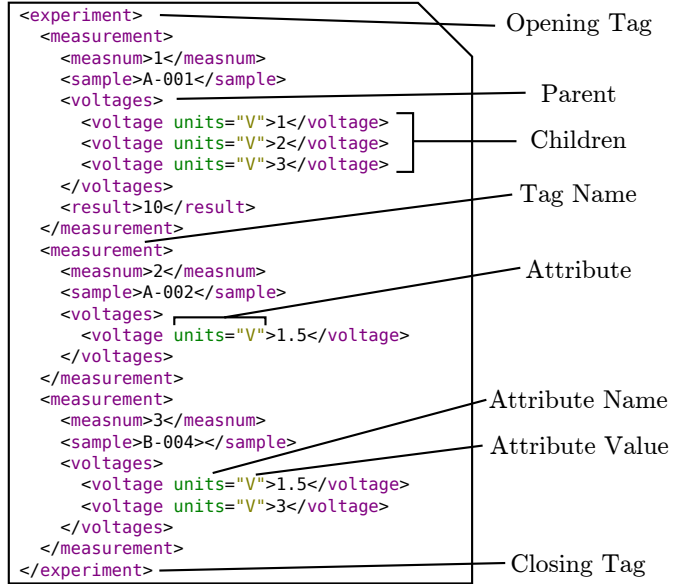 <experiment>
Opening Tag
  <measurement>
    <measnum>1</measnum>
    <sample>A-001</sample>
    <voltages>
Parent
      <voltage units="V">1</voltage>
      <voltage units="V">2</voltage>
Children
      <voltage units="V">3</voltage>
    </voltages>
Tag Name
    <result>10</result>
  </measurement>
  <measurement>
    <measnum>2</measnum>
Attribute
    <sample>A-002</sample>
    <voltages>
      <voltage units="V">1.5</voltage>
    </voltages>
  </measurement>
  <measurement>
Attribute Name
    <measnum>3</measnum>
    <sample>B-004></sample>
Attribute Value
    <voltages>
      <voltage units="V">1.5</voltage>
      <voltage units="V">3</voltage>
    </voltages>
  </measurement>
</experiment>
Closing Tag